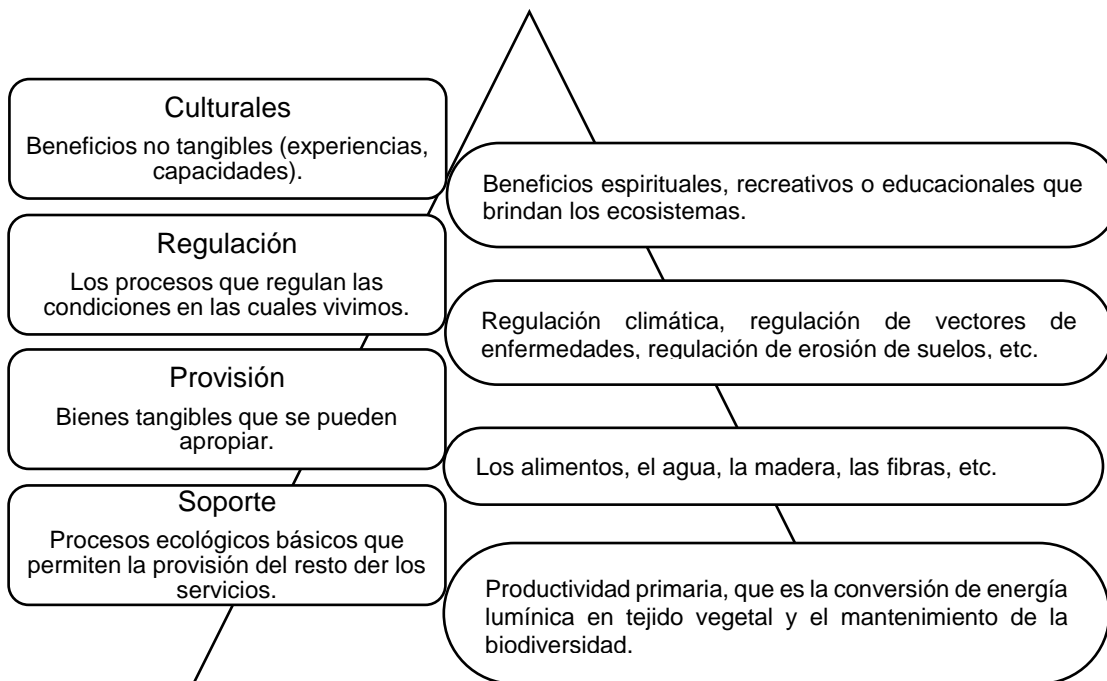 Culturales
Beneficios no tangibles (experiencias,
capacidades).
Beneficios espirituales, recreativos o educacionales que
brindan los ecosistemas.
Regulación
Los procesos que regulan las
condiciones en las cuales vivimos.
Regulación climática, regulación de vectores de
enfermedades, regulación de erosión de suelos, etc.
Provisión
Bienes tangibles que se pueden
apropiar.
Los alimentos, el agua, la madera, las fibras, etc.
Soporte
Procesos ecológicos básicos que
permiten la provisión del resto der los
servicios.
Productividad primaria, que es la conversión de energía
lumínica en tejido vegetal y el mantenimiento de la
biodiversidad.